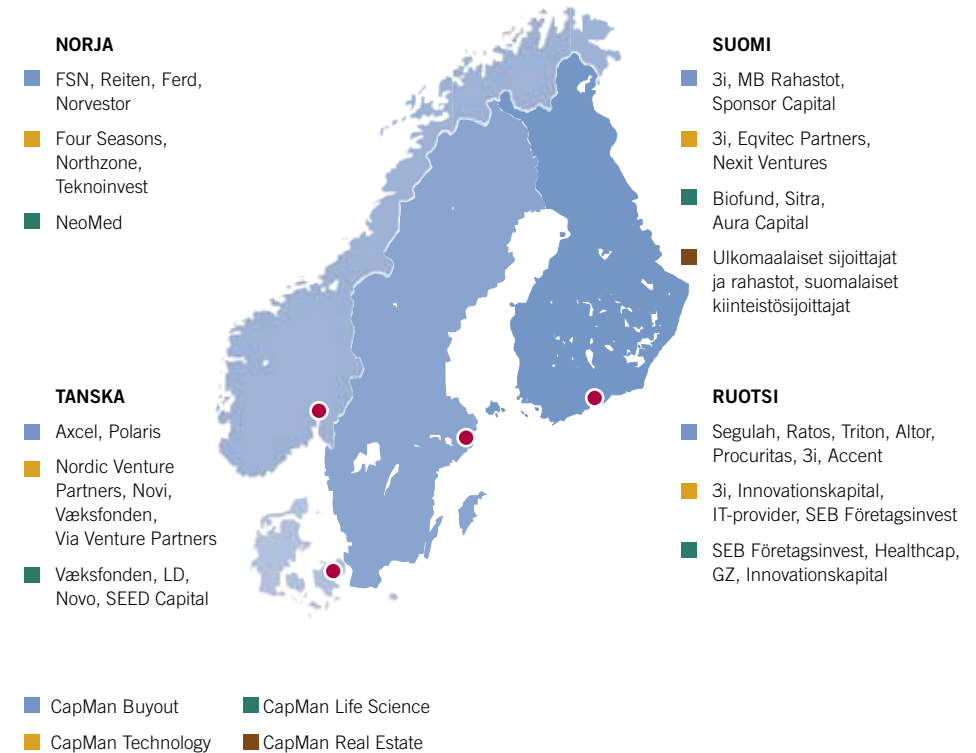 NORJA
FSN, Reiten, Ferd,
Norvestor
Four Seasons,
Northzone,
Teknoinvest
NeoMed
SUOMI
3i, MB Rahastot,
Sponsor Capital
3i, Eqvitec Partners,
Nexit Ventures
Biofund, Sitra,
Aura Capital
Ulkomaalaiset sijoittajat
ja rahastot, suomalaiset
kiinteistösijoittajat
TANSKA
Axcel, Polaris
Nordic Venture
Partners, Novi,
Væksfonden,
Via Venture Partners
Væksfonden, LD,
Novo, SEED Capital
RUOTSI
Segulah, Ratos, Triton, Altor,
Procuritas, 3i, Accent
3i, Innovationskapital,
IT-provider, SEB Företagsinvest
SEB Företagsinvest, Healthcap,
GZ, Innovationskapital
CapMan Buyout
CapMan Life Science
CapMan Technology
CapMan Real Estate